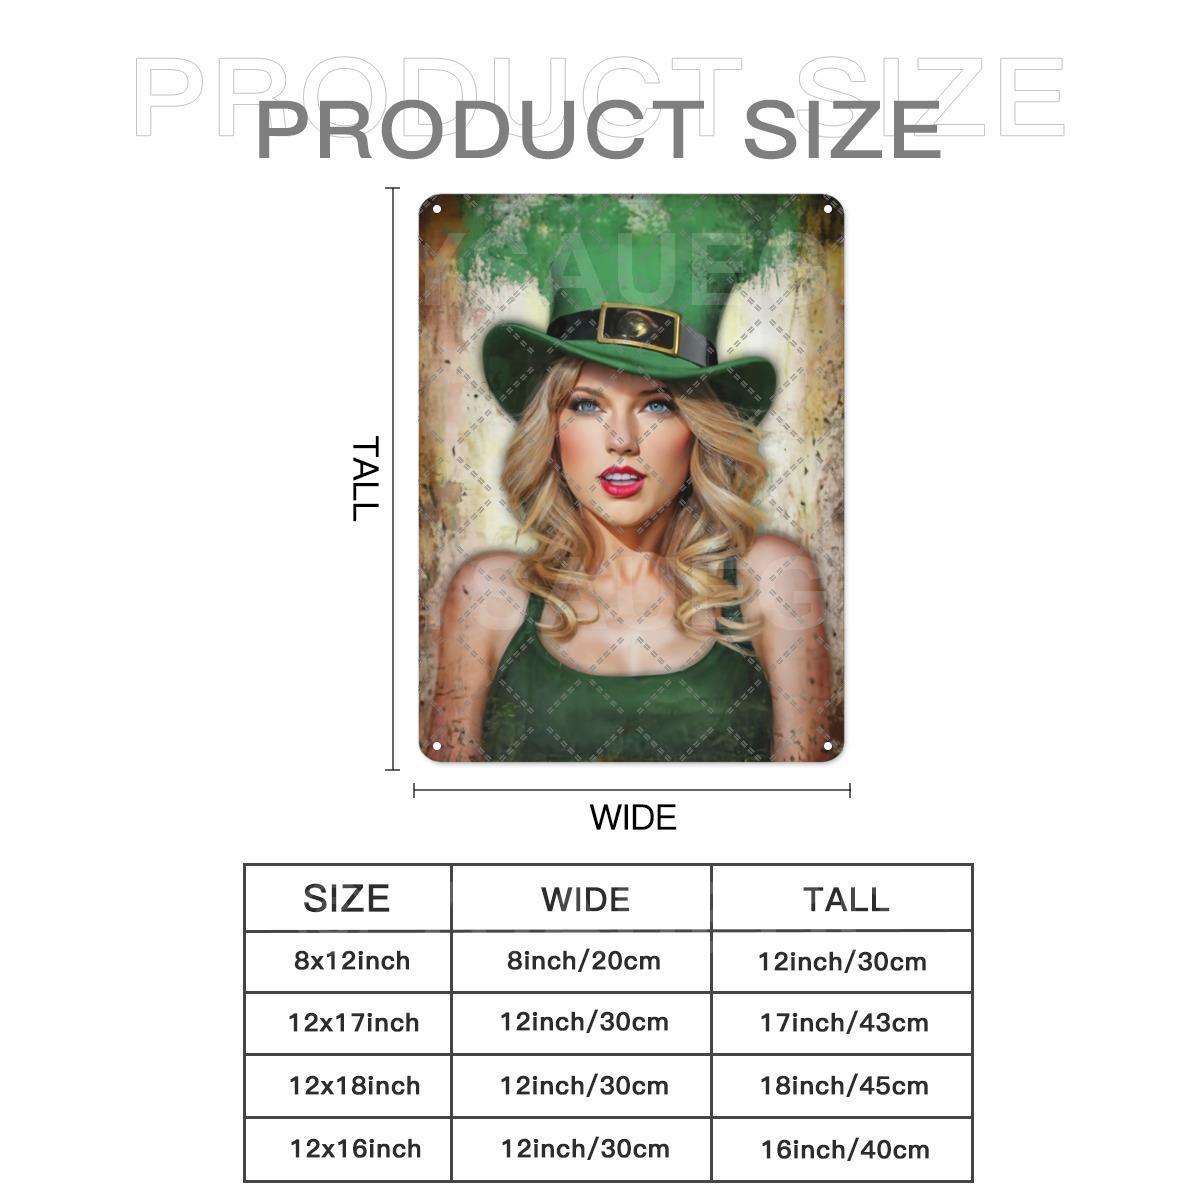 PRODUCT SIZE
PRODUCT SIZE
TALL
WIDE
SIZE WIDE TALL
8x12inch 8inch/20cm 12inch/30cm
12x17inch 12inch/30cm 17inch/43cm
12x18inch 12inch/30cm 18inch/45cm
12x16inch 12inch/30cm 16inch/40cm